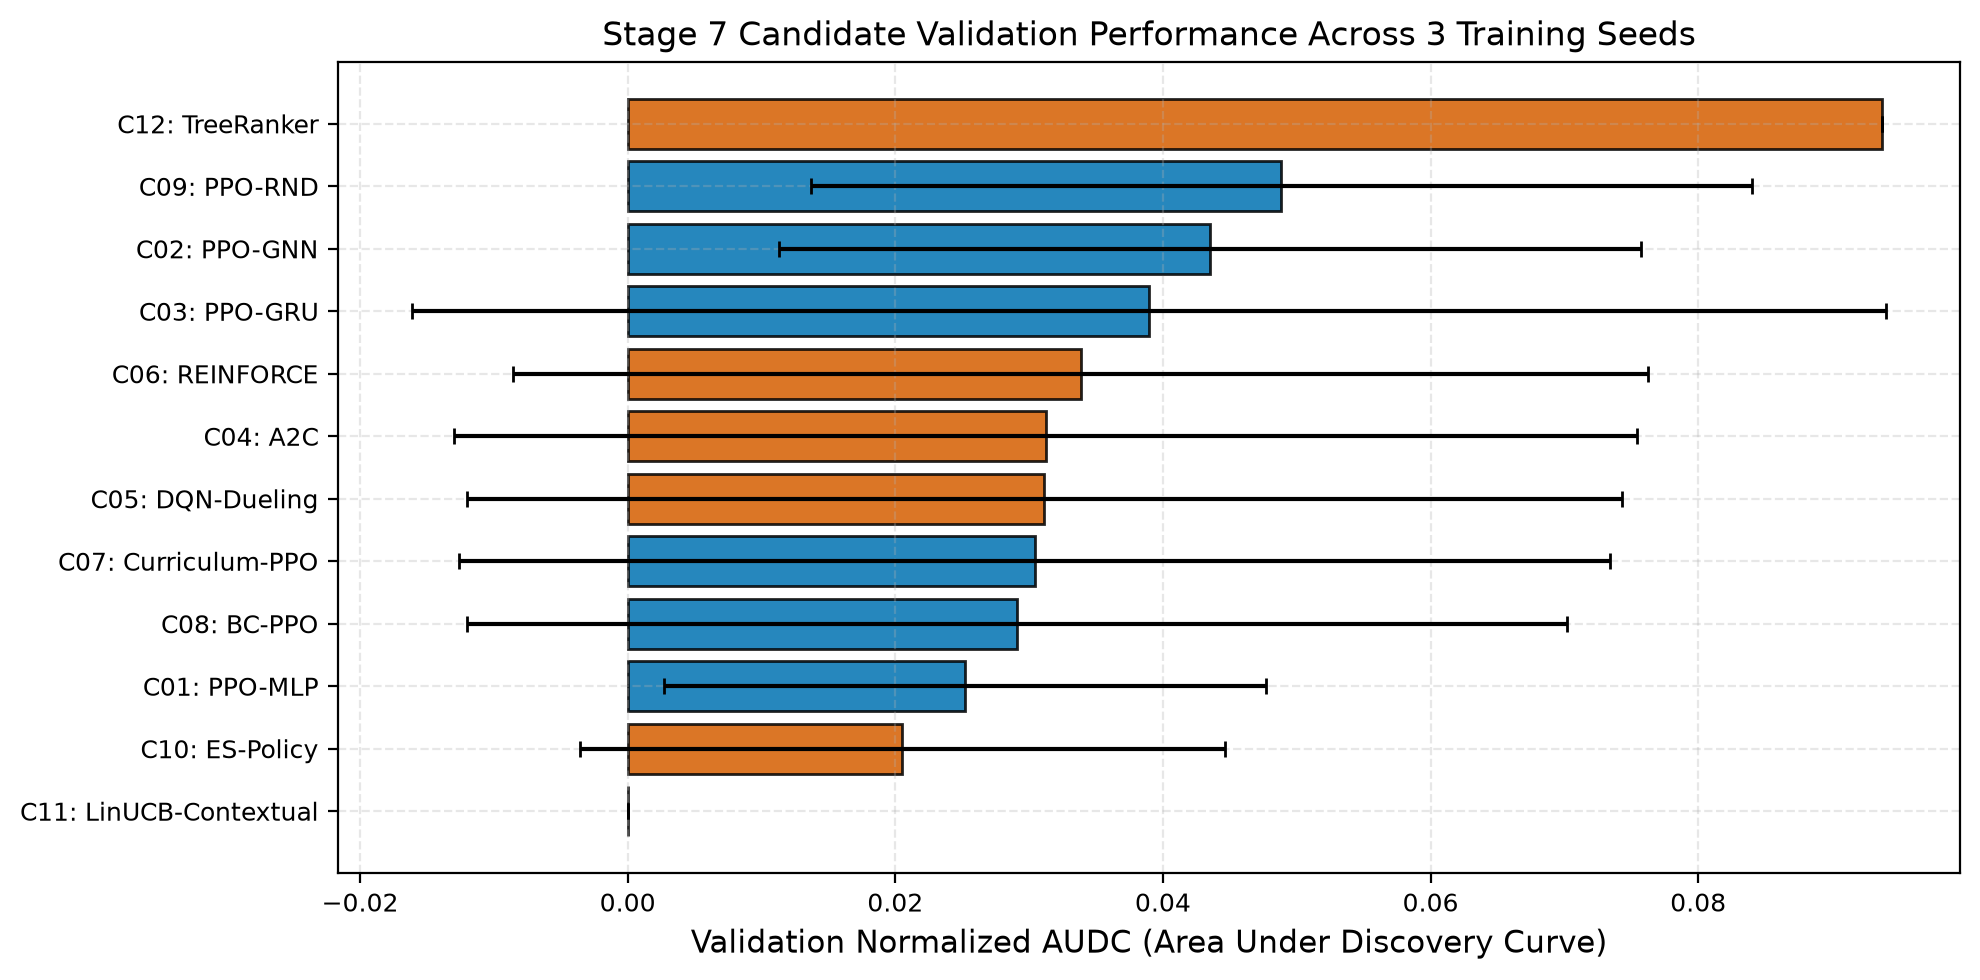 Stage 7 Candidate Validation Performance Across 3 Training Seeds
C12: TreeRanker
C09: PPO-RND
C02: PPO-GNN
C03: PPO-GRU
C06: REINFORCE
C04: A2C
C05: DQN-Dueling
C07: Curriculum-PPO
C08: BC-PPO
C01: PPO-MLP
C10: ES-Policy
C11: LinUCB-Contextual
−0.02 0.00 0.02 0.04 0.06 0.08
Validation Normalized AUDC (Area Under Discovery Curve)